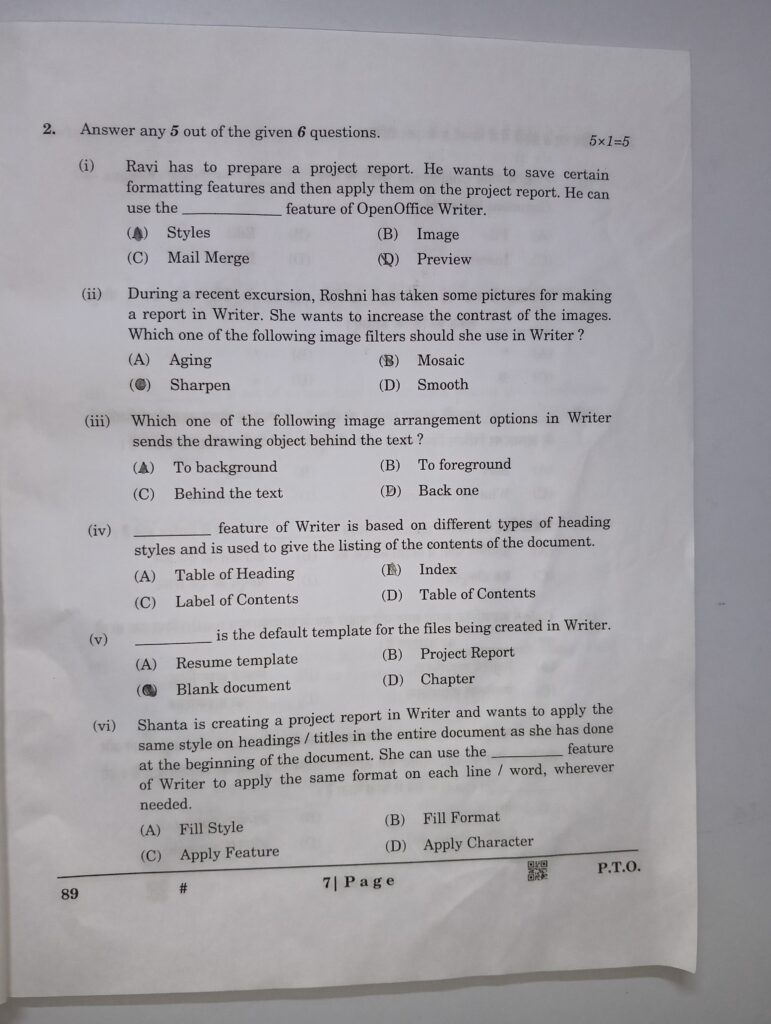 2. Answer any 5 out of the given 6 questions. 5×1=5
(i) Ravi has to prepare a project report. He wants to save certain
formatting features and then apply them on the project report. He can
use the ____________ feature of OpenOffice Writer.
(A) Styles (B) Image
(C) Mail Merge (D) Preview
(ii) During a recent excursion, Roshni has taken some pictures for making
a report in Writer. She wants to increase the contrast of the images.
Which one of the following image filters should she use in Writer ?
(A) Aging (B) Mosaic
(C) Sharpen (D) Smooth
(iii) Which one of the following image arrangement options in Writer
sends the drawing object behind the text ?
(A) To background (B) To foreground
(C) Behind the text (D) Back one
(iv) __________ feature of Writer is based on different types of heading
styles and is used to give the listing of the contents of the document.
(A) Table of Heading (B) Index
(C) Label of Contents (D) Table of Contents
(v) __________ is the default template for the files being created in Writer.
(A) Resume template (B) Project Report
(C) Blank document (D) Chapter
(vi) Shanta is creating a project report in Writer and wants to apply the
same style on headings / titles in the entire document as she has done
at the beginning of the document. She can use the _________ feature
of Writer to apply the same format on each line / word, wherever
needed.
(A) Fill Style (B) Fill Format
(C) Apply Feature (D) Apply Character
89 # 7| P a g e P.T.O.